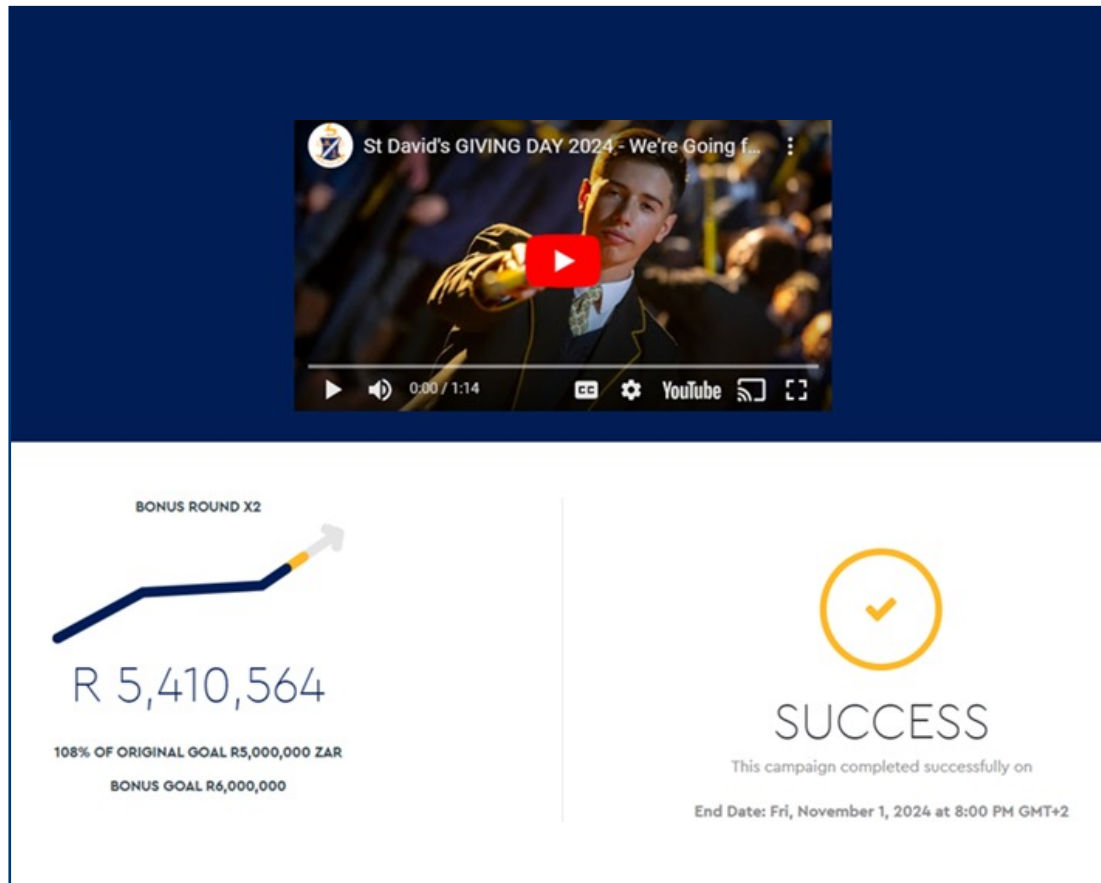 St David's GIVING DAY 2024 - We're Going f...
0:00 / 1:14
CC
YouTube
BONUS ROUND X2
R 5,410,564
108% OF ORIGINAL GOAL R5,000,000 ZAR
BONUS GOAL R6,000,000
SUCCESS
This campaign completed successfully on
End Date: Fri, November 1, 2024 at 8:00 PM GMT+2